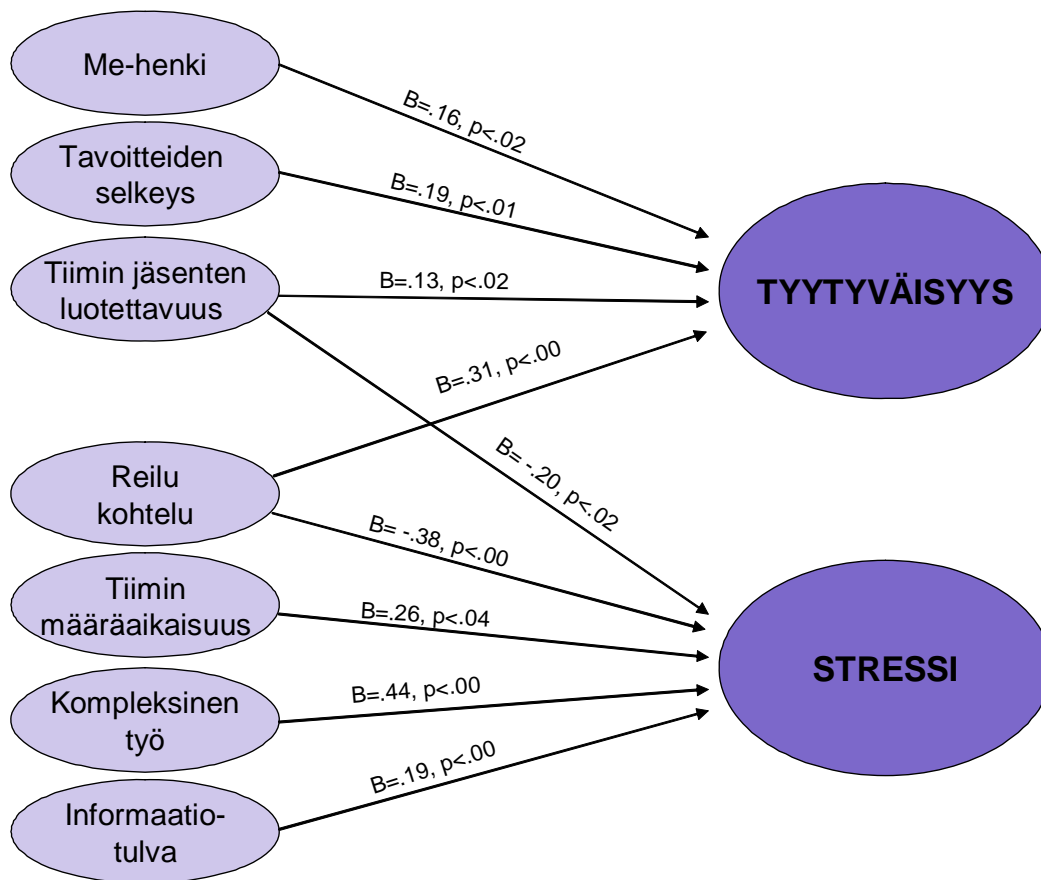 Me-henki
B=.16, p<.02
Tavoitteiden
selkeys
B=.19, p<.01
Tiimin jäsenten
luotettavuus
B=.13, p<.02
TYYTYVÄISYYS
B=.31, p<.00
Reilu
kohtelu
B= -.20, p<.02
B= -.38, p<.00
Tiimin
määräaikaisuus
B=.26, p<.04
STRESSI
Kompleksinen
työ
B=.44, p<.00
B=.19, p<.00
Informaatio-
tulva